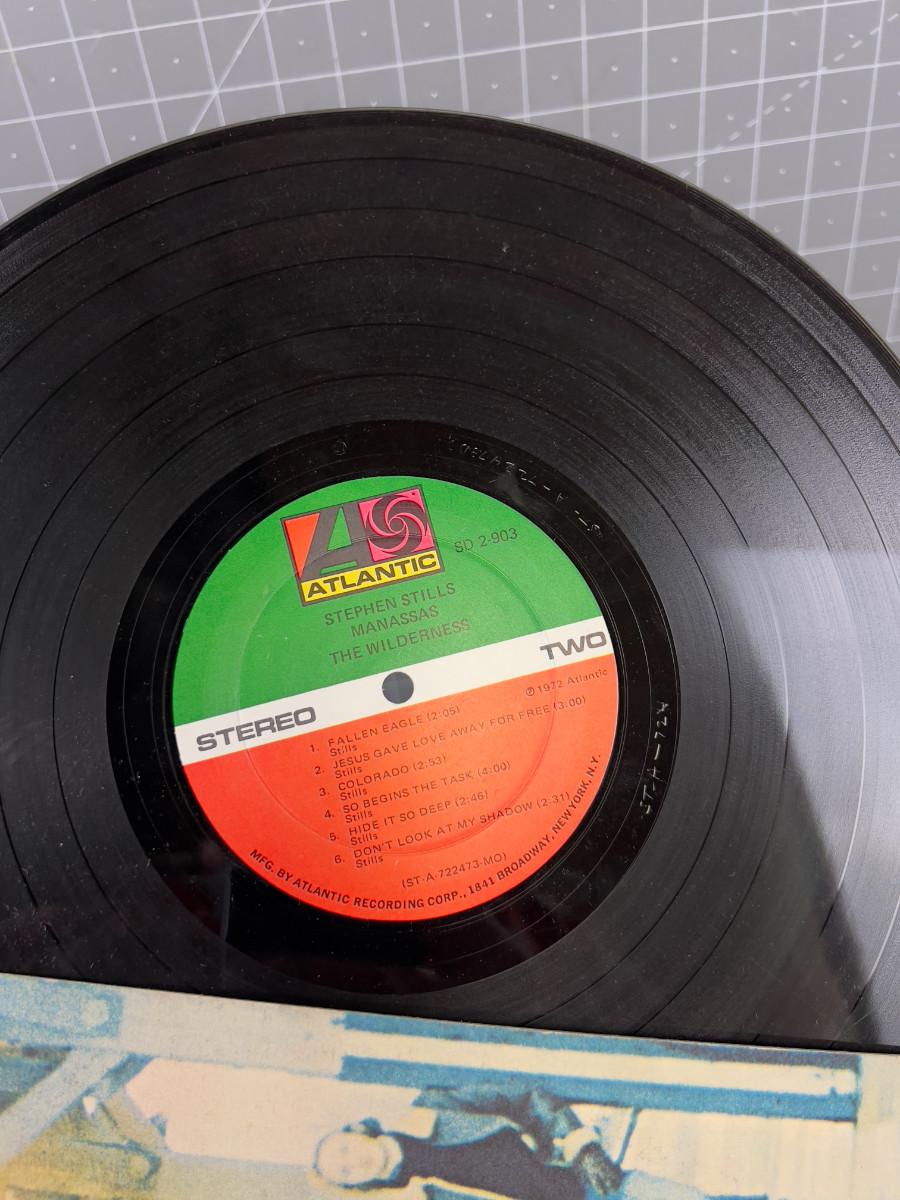 ATLANTIC
SD 2-903
STEPHEN STILLS
MANASSAS
THE WILDERNESS
STEREO
TWO
℗1972 Atlantic
1. FALLEN EAGLE (2:05)
Stills
2. JESUS GAVE LOVE AWAY FOR FREE (3:00)
Stills
3. COLORADO (2:53)
Stills
4. SO BEGINS THE TASK (4:00)
Stills
5. HIDE IT SO DEEP (2:46)
Stills
6. DON'T LOOK AT MY SHADOW (2:31)
Stills
(ST-A-722473-MO)
MFG. BY ATLANTIC RECORDING CORP., 1841 BROADWAY, NEW YORK, N.Y.